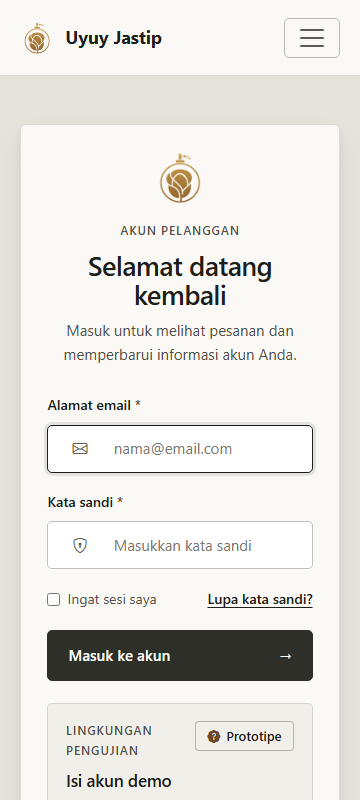 Uyuy Jastip
AKUN PELANGGAN
Selamat datang
kembali
Masuk untuk melihat pesanan dan
memperbarui informasi akun Anda.
Alamat email *
nama@email.com
Kata sandi *
Masukkan kata sandi
Ingat sesi saya
Lupa kata sandi?
Masuk ke akun →
LINGKUNGAN
PENGUJIAN
? Prototipe
Isi akun demo